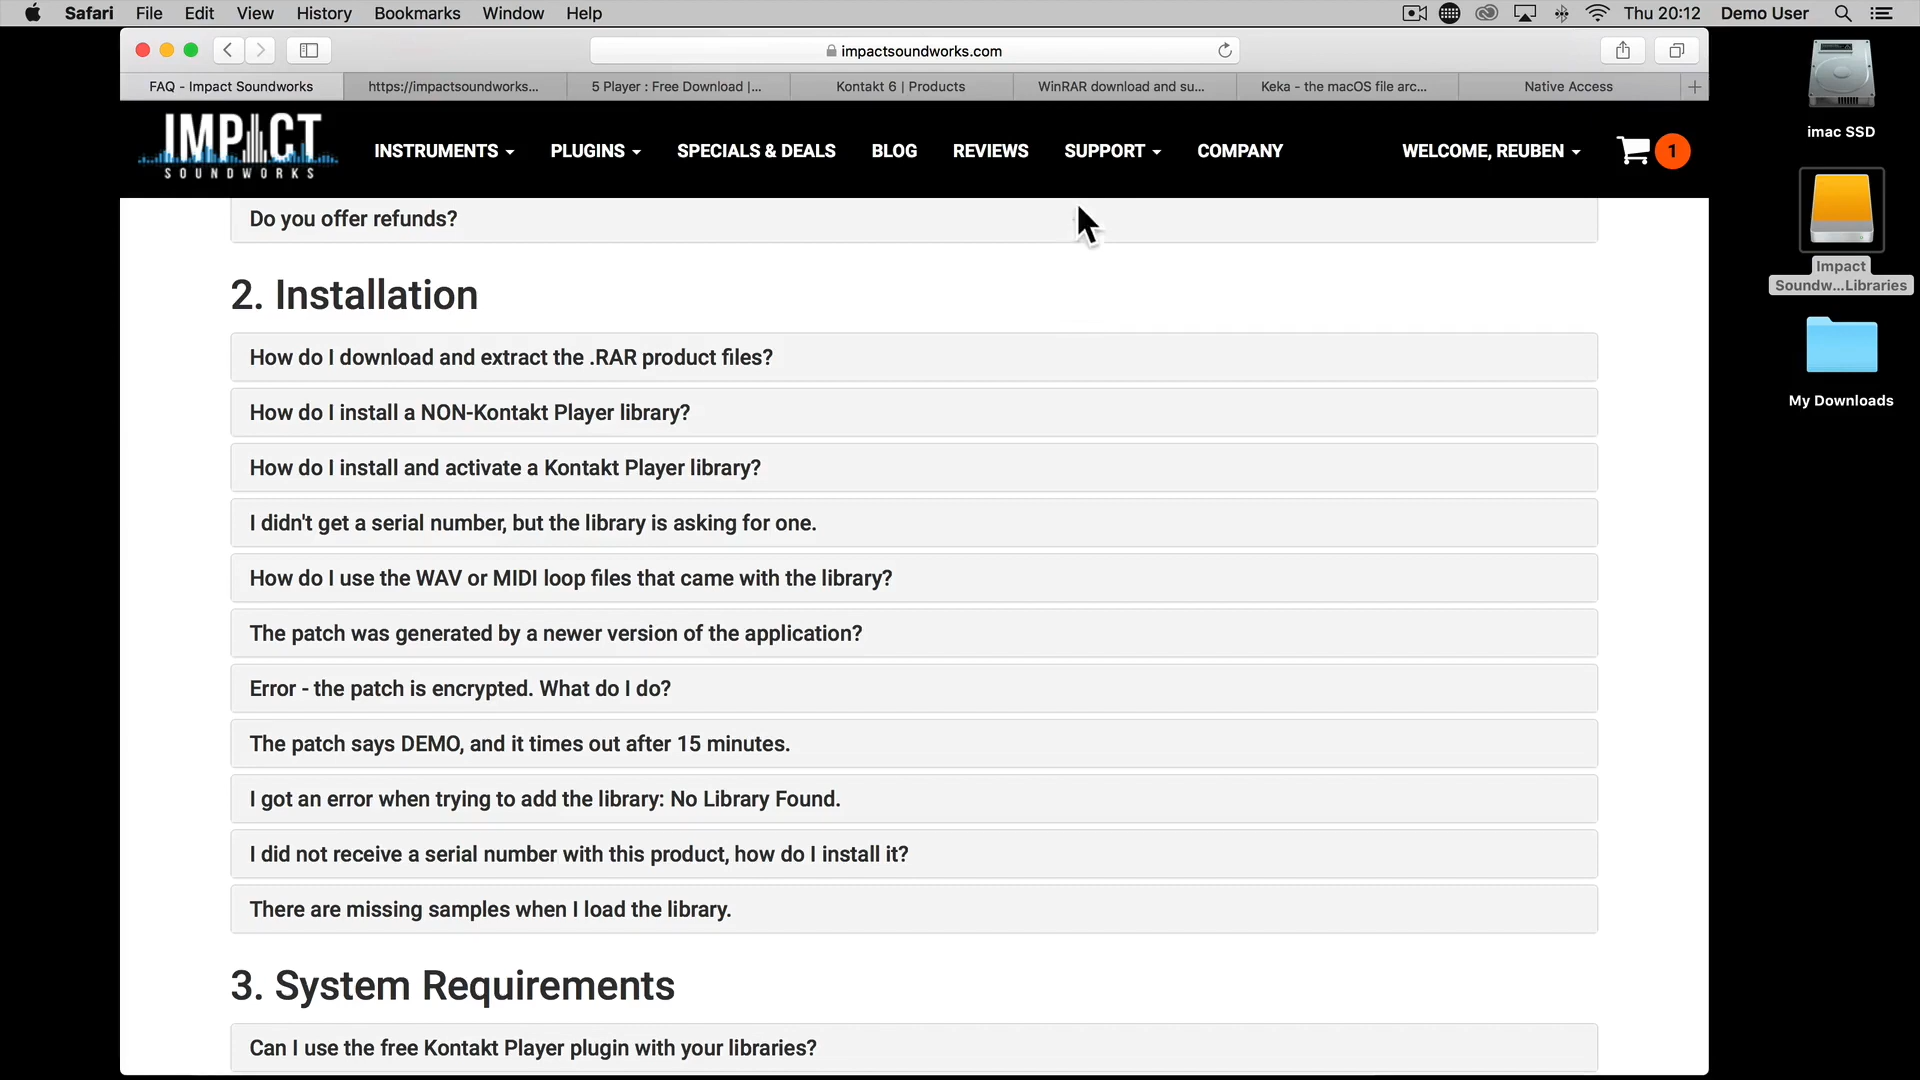 Safari File Edit View History Bookmarks Window Help Thu 20:12 Demo User
impactsoundworks.com
FAQ - Impact Soundworks https://impactsoundworks... 5 Player : Free Download |... Kontakt 6 | Products WinRAR download and su... Keka - the macOS file arc... Native Access
IMPACT
SOUNDWORKS
INSTRUMENTS PLUGINS SPECIALS & DEALS BLOG REVIEWS SUPPORT COMPANY WELCOME, REUBEN 1
Do you offer refunds?
2. Installation
How do I download and extract the .RAR product files?
How do I install a NON-Kontakt Player library?
How do I install and activate a Kontakt Player library?
I didn't get a serial number, but the library is asking for one.
How do I use the WAV or MIDI loop files that came with the library?
The patch was generated by a newer version of the application?
Error - the patch is encrypted. What do I do?
The patch says DEMO, and it times out after 15 minutes.
I got an error when trying to add the library: No Library Found.
I did not receive a serial number with this product, how do I install it?
There are missing samples when I load the library.
3. System Requirements
Can I use the free Kontakt Player plugin with your libraries?
imac SSD
Impact
Soundw...Libraries
My Downloads